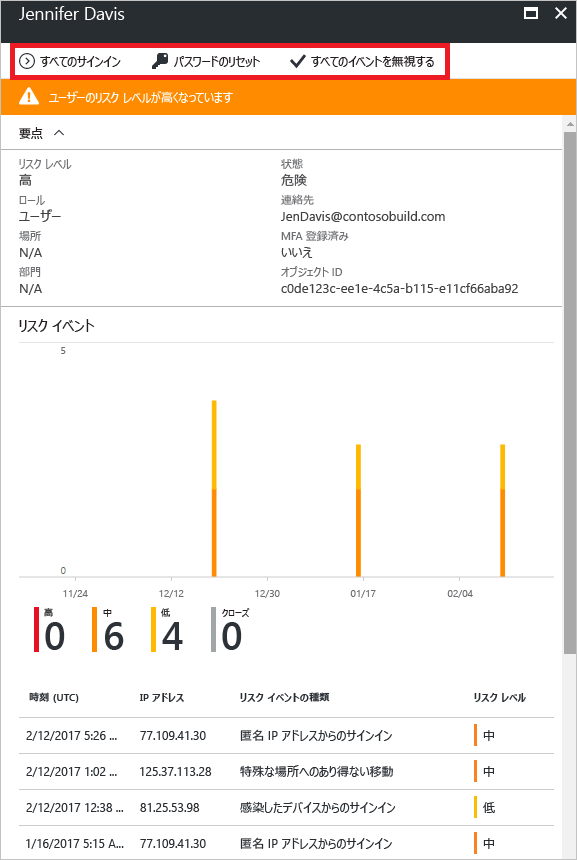 Jennifer Davis
すべてのサインイン パスワードのリセット すべてのイベントを無視する
ユーザーのリスク レベルが高くなっています
要点
リスク レベル 状態
高 危険
ロール 連絡先
ユーザー JenDavis@contosobuild.com
場所 MFA 登録済み
N/A いいえ
部門 オブジェクト ID
N/A c0de123c-ee1e-4c5a-b115-e11cf66aba92
リスク イベント
5
0
11/24 12/12 12/30 01/17 02/04
高 中 低 クローズ
0 6 4 0
時刻 (UTC) IP アドレス リスク イベントの種類 リスク レベル
2/12/2017 5:26 ... 77.109.41.30 匿名 IP アドレスからのサインイン 中
2/12/2017 1:02 ... 125.37.113.28 特殊な場所へのあり得ない移動 中
2/12/2017 12:38 ... 81.25.53.98 感染したデバイスからのサインイン 低
1/16/2017 5:15 A... 77.109.41.30 匿名 IP アドレスからのサインイン 中